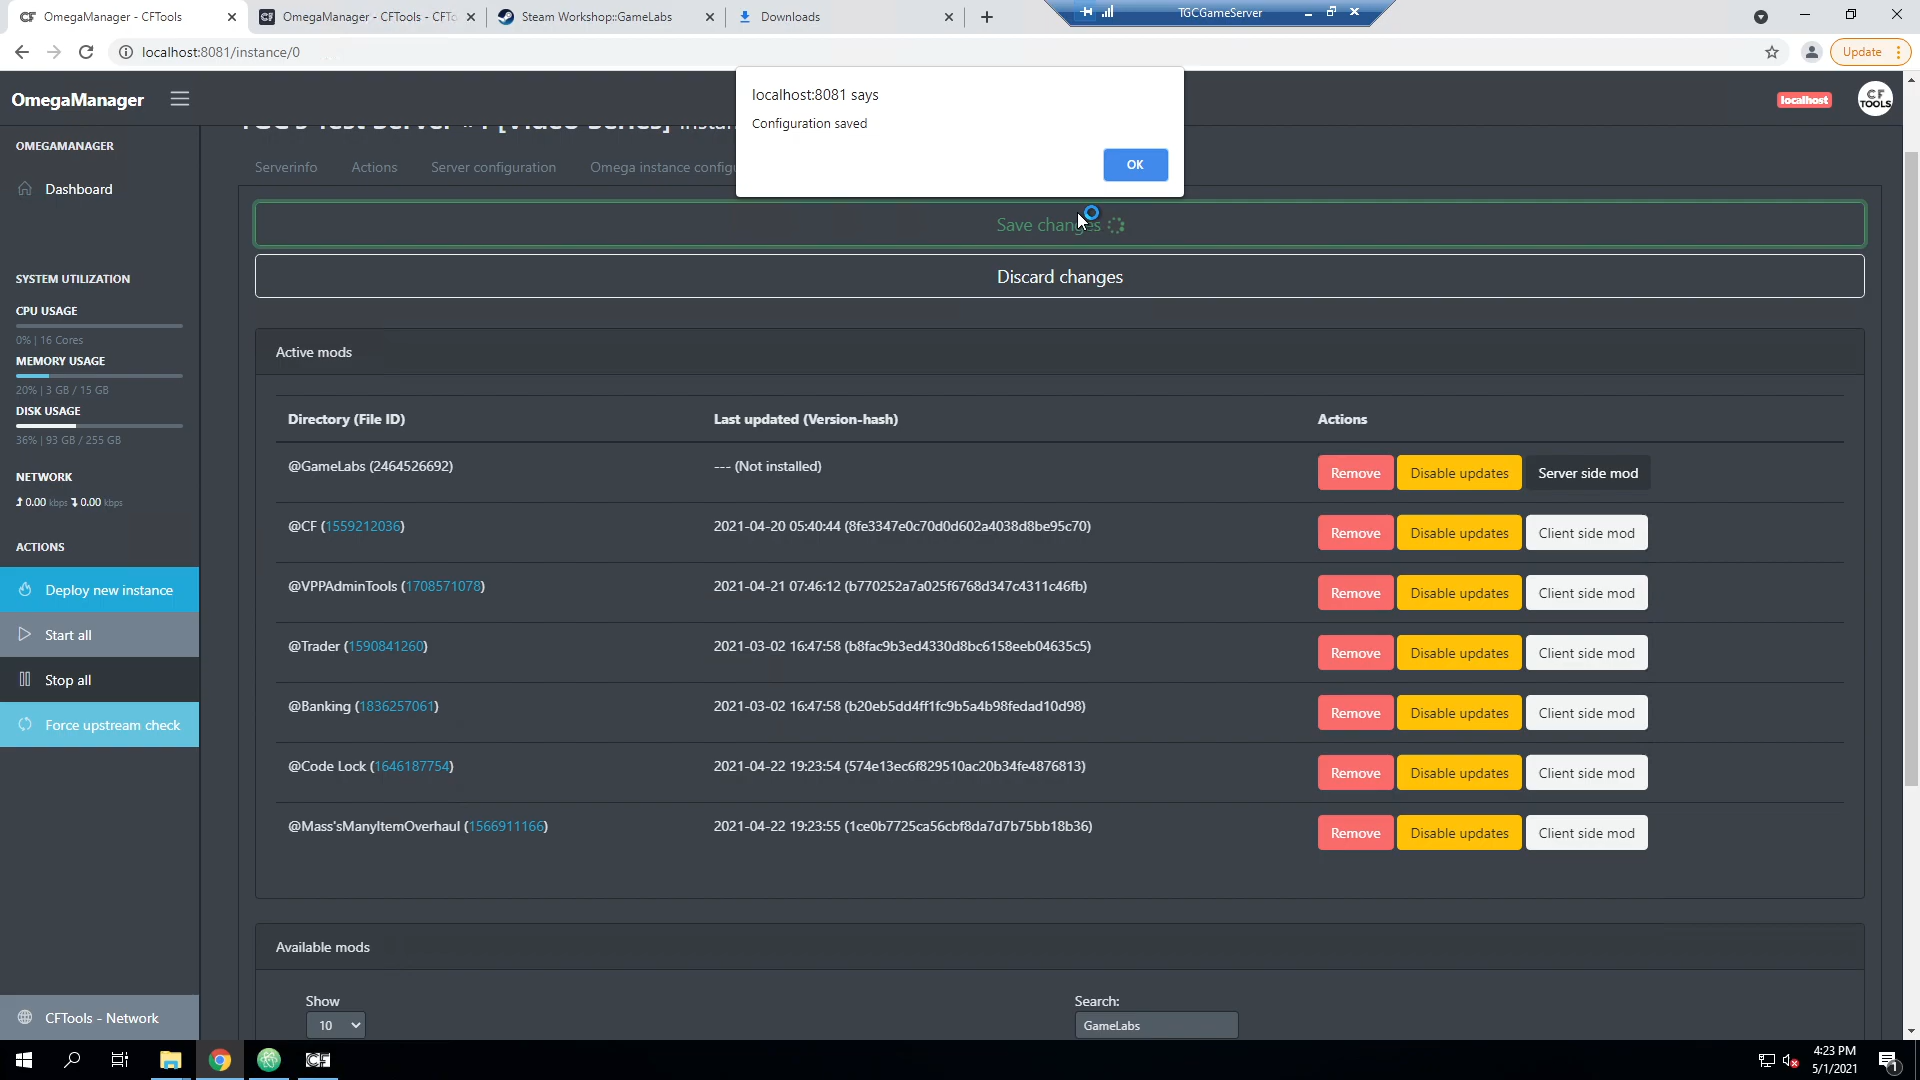 OmegaManager - CFTools
OmegaManager - CFTools - CFTo
Steam Workshop::GameLabs
Downloads
TGCGameServer
localhost:8081/instance/0
Update
OmegaManager
localhost
CF TOOLS
localhost:8081 says
Configuration saved
OK
TGC's Test Server
Serverinfo
Actions
Server configuration
Omega instance configu
OMEGAMANAGER
Dashboard
SYSTEM UTILIZATION
CPU USAGE
0% | 16 Cores
MEMORY USAGE
20% | 3 GB / 15 GB
DISK USAGE
36% | 93 GB / 255 GB
NETWORK
0.00 kbps 0.00 kbps
ACTIONS
Deploy new instance
Start all
Stop all
Force upstream check
CFTools - Network
Save changes
Discard changes
Active mods
Directory (File ID) Last updated (Version-hash) Actions
@GameLabs (2464526692) --- (Not installed) Remove Disable updates Server side mod
@CF (1559212036) 2021-04-20 05:40:44 (8fe3347e0c70d0d602a4038d8be95c70) Remove Disable updates Client side mod
@VPPAdminTools (1708571078) 2021-04-21 07:46:12 (b770252a7a025f6768d347c4311c46fb) Remove Disable updates Client side mod
@Trader (1590841260) 2021-03-02 16:47:58 (b8fac9b3ed4330d8bc6158eeb04635c5) Remove Disable updates Client side mod
@Banking (1836257061) 2021-03-02 16:47:58 (b20eb5dd4ff1fc9b5a4b98fedad10d98) Remove Disable updates Client side mod
@Code Lock (1646187754) 2021-04-22 19:23:54 (574e13ec6f829510ac20b34fe4876813) Remove Disable updates Client side mod
@Mass'sManyItemOverhaul (1566911166) 2021-04-22 19:23:55 (1ce0b7725ca56cbf8da7d7b75bb18b36) Remove Disable updates Client side mod
Available mods
Show
10
Search:
GameLabs
4:23 PM
5/1/2021
1